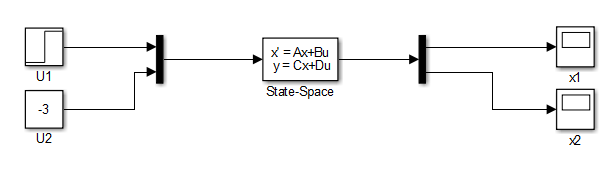 U1
-3
U2
x' = Ax+Bu
y = Cx+Du
State-Space
x1
x2